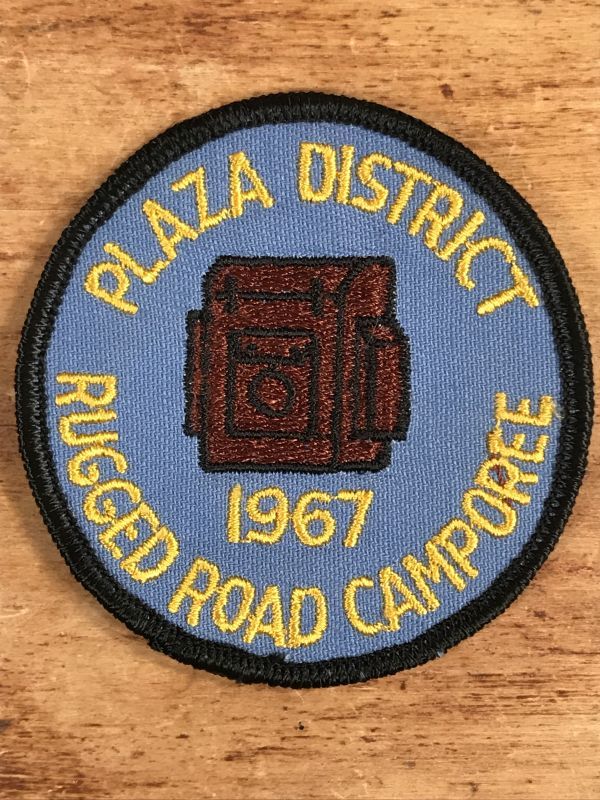 PLAZA DISTRICT
1967
RUGGED ROAD CAMPOREE